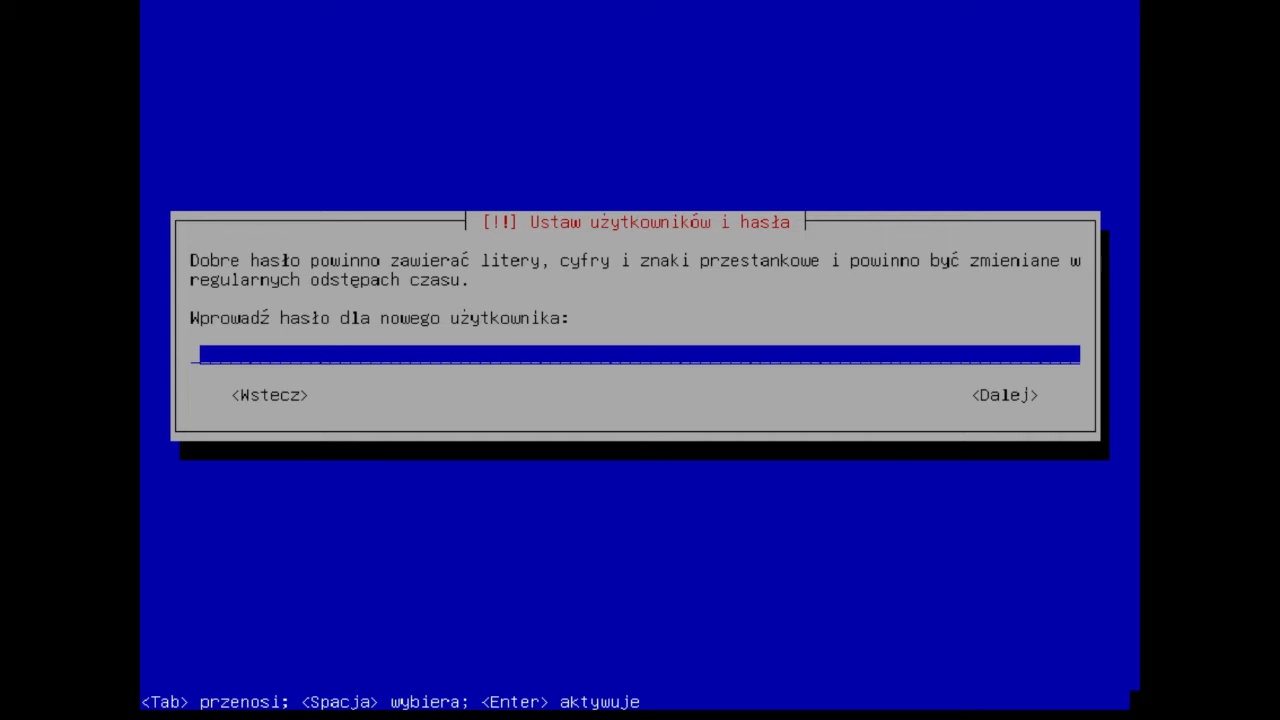 [!!] Ustaw użytkowników i hasła
Dobre hasło powinno zawierać litery, cyfry i znaki przestankowe i powinno być zmieniane w
regularnych odstępach czasu.
Wprowadź hasło dla nowego użytkownika:
<Wstecz> <Dalej>
<Tab> przenosi; <Spacja> wybiera; <Enter> aktywuje